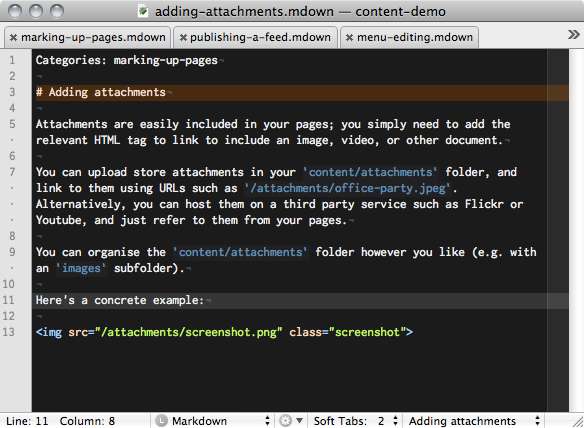 adding-attachments.mdown — content-demo
✖ marking-up-pages.mdown ✖ publishing-a-feed.mdown ✖ menu-editing.mdown »
1 Categories: marking-up-pages¬
2 ¬
3 # Adding attachments¬
4 ¬
5 Attachments are easily included in your pages; you simply need to add the
· relevant HTML tag to link to include an image, video, or other document.¬
6 ¬
7 You can upload store attachments in your `content/attachments` folder, and
· link to them using URLs such as `/attachments/office-party.jpeg`.
· Alternatively, you can host them on a third party service such as Flickr or
· Youtube, and just refer to them from your pages.¬
8 ¬
9 You can organise the `content/attachments` folder however you like (e.g. with
· an `images` subfolder).¬
10 ¬
11 Here's a concrete example:¬
12 ¬
13 <img src="/attachments/screenshot.png" class="screenshot">
Line: 11 Column: 8 L Markdown Soft Tabs: 2 Adding attachments